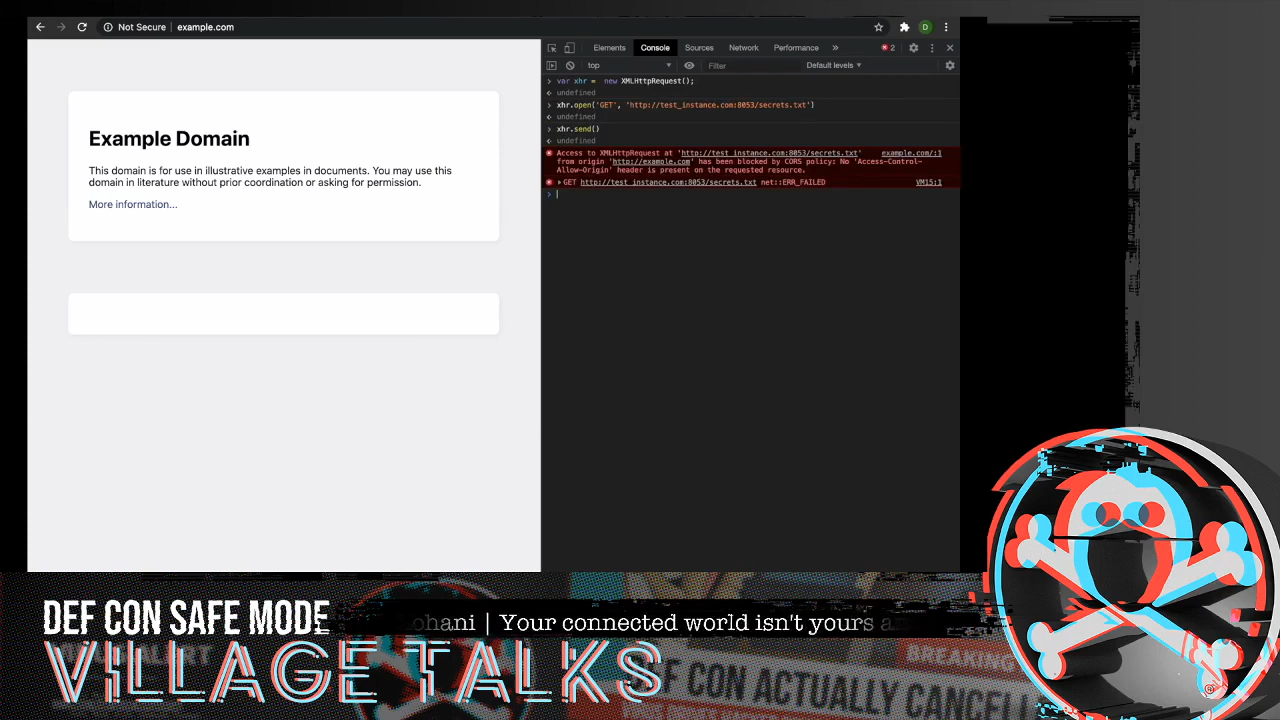 Not Secure | example.com
D
Elements Console Sources Network Performance » 2
top Filter Default levels
Example Domain
This domain is for use in illustrative examples in documents. You may use this
domain in literature without prior coordination or asking for permission.
More information...
var xhr = new XMLHttpRequest();
undefined
xhr.open('GET', 'http://test_instance.com:8053/secrets.txt')
undefined
xhr.send()
undefined
Access to XMLHttpRequest at 'http://test_instance.com:8053/secrets.txt' example.com/:1
from origin 'http://example.com' has been blocked by CORS policy: No 'Access-Control-
Allow-Origin' header is present on the requested resource.
GET http://test_instance.com:8053/secrets.txt net::ERR_FAILED VM15:1
DEF CON SAFE MODE
ohani | Your connected world isn't yours a
VILLAGE TALKS
BREAKING
DEF CON ACTUALLY CANCELL